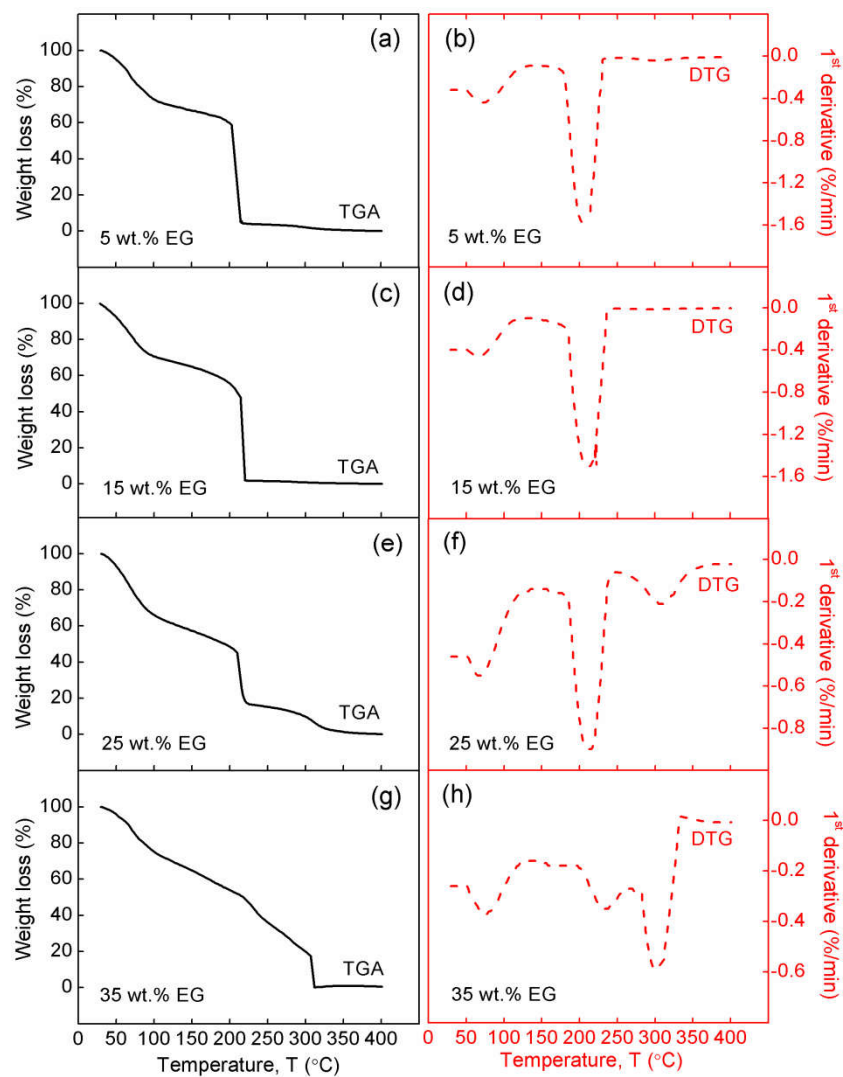 (a)
100
80
60
40
20
0
Weight loss (%)
TGA
5 wt.% EG
(b)
0.0
-0.4
-0.8
-1.2
-1.6
1st derivative (%/min)
DTG
5 wt.% EG
(c)
100
80
60
40
20
0
Weight loss (%)
TGA
15 wt.% EG
(d)
0.0
-0.4
-0.8
-1.2
-1.6
1st derivative (%/min)
DTG
15 wt.% EG
(e)
100
80
60
40
20
0
Weight loss (%)
TGA
25 wt.% EG
(f)
0.0
-0.2
-0.4
-0.6
-0.8
1st derivative (%/min)
DTG
25 wt.% EG
(g)
100
80
60
40
20
0
Weight loss (%)
TGA
35 wt.% EG
0 50 100 150 200 250 300 350 400
Temperature, T (°C)
(h)
0.0
-0.2
-0.4
-0.6
1st derivative (%/min)
DTG
35 wt.% EG
0 50 100 150 200 250 300 350 400
Temperature, T (°C)